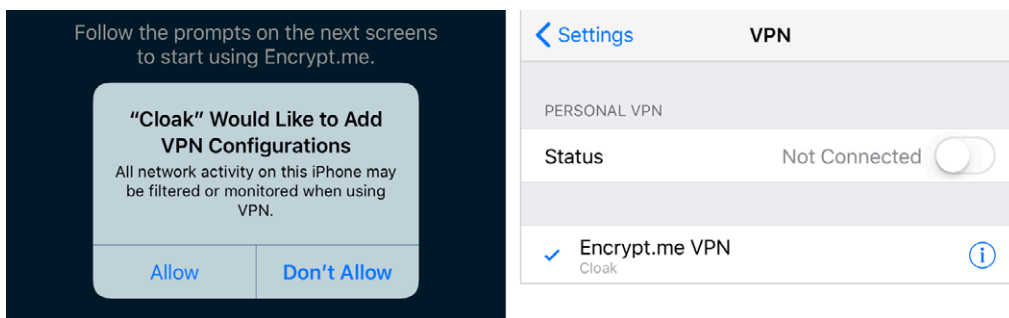 Follow the prompts on the next screens
to start using Encrypt.me.
“Cloak” Would Like to Add
VPN Configurations
All network activity on this iPhone may
be filtered or monitored when using
VPN.
Allow
Don’t Allow
Settings
VPN
PERSONAL VPN
Status
Not Connected
Encrypt.me VPN
Cloak